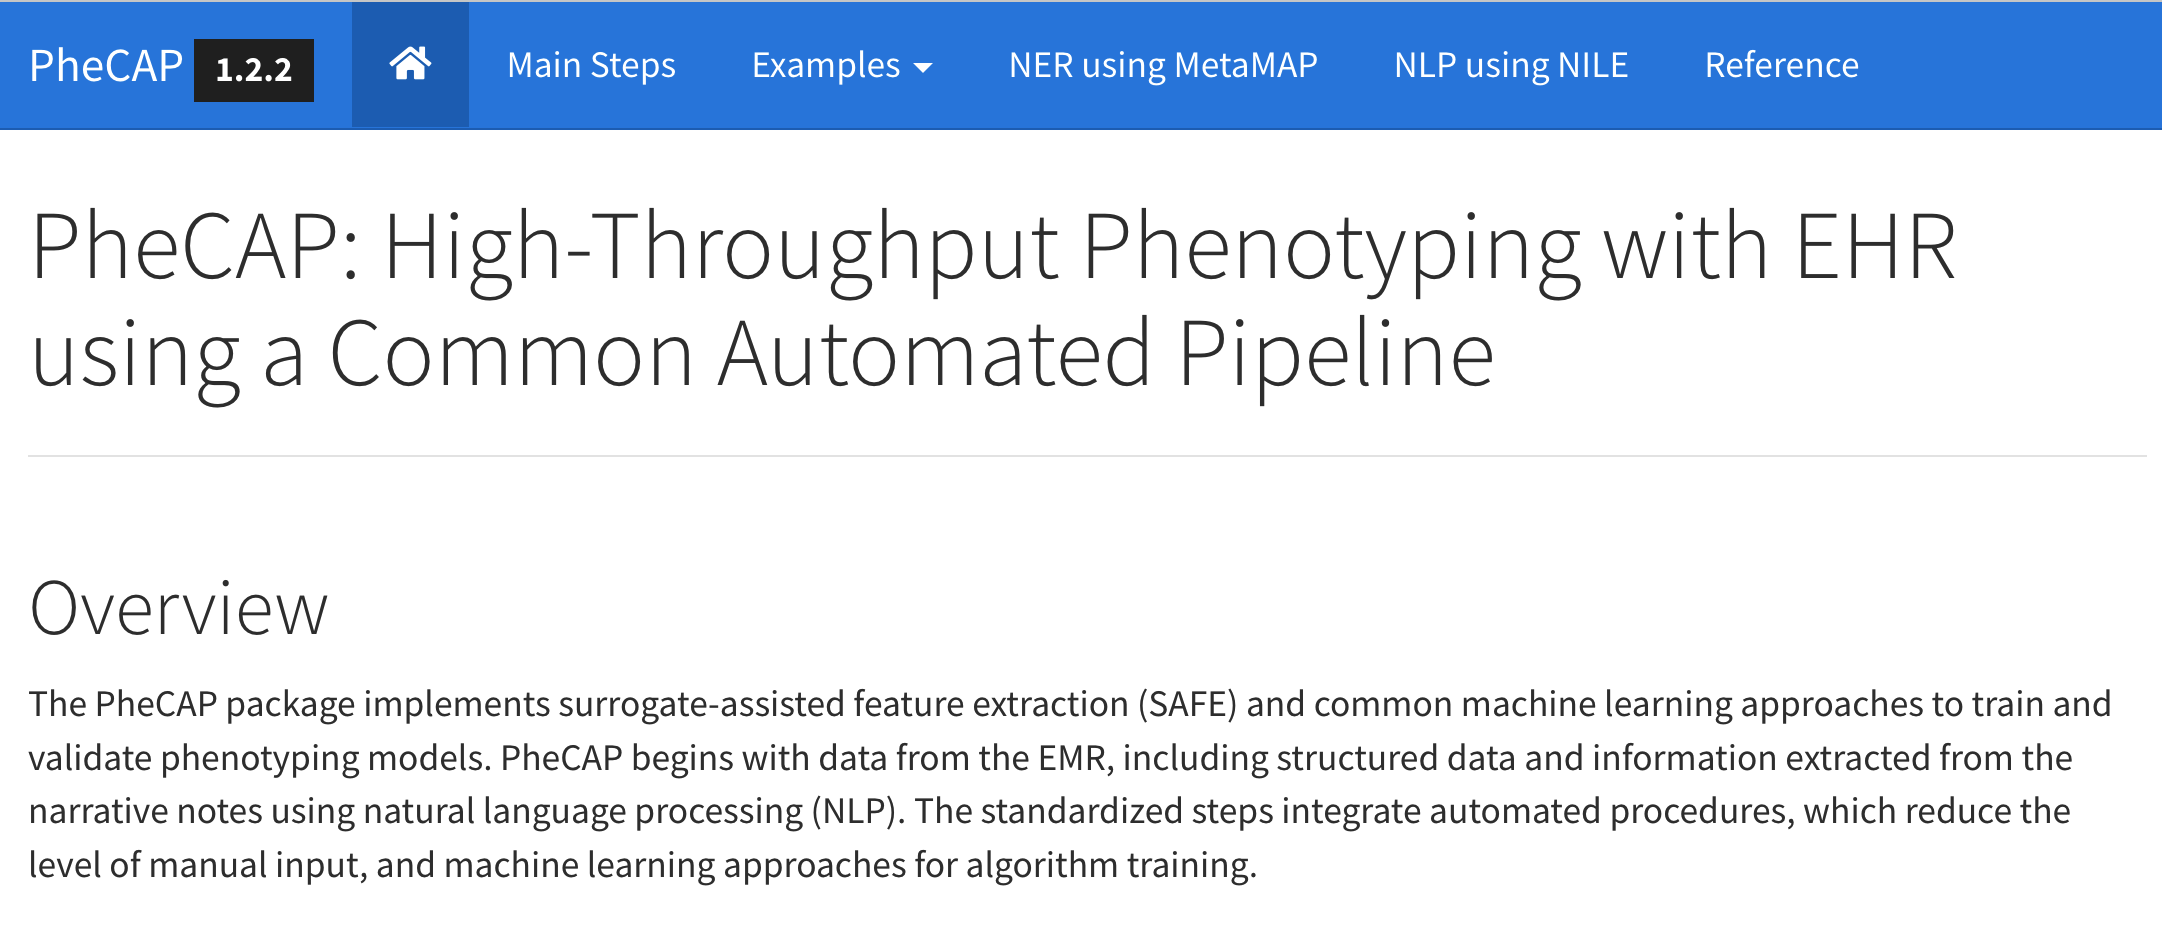 PheCAP 1.2.2 Main Steps Examples NER using MetaMAP NLP using NILE Reference
PheCAP: High-Throughput Phenotyping with EHR
using a Common Automated Pipeline
Overview
The PheCAP package implements surrogate-assisted feature extraction (SAFE) and common machine learning approaches to train and
validate phenotyping models. PheCAP begins with data from the EMR, including structured data and information extracted from the
narrative notes using natural language processing (NLP). The standardized steps integrate automated procedures, which reduce the
level of manual input, and machine learning approaches for algorithm training.